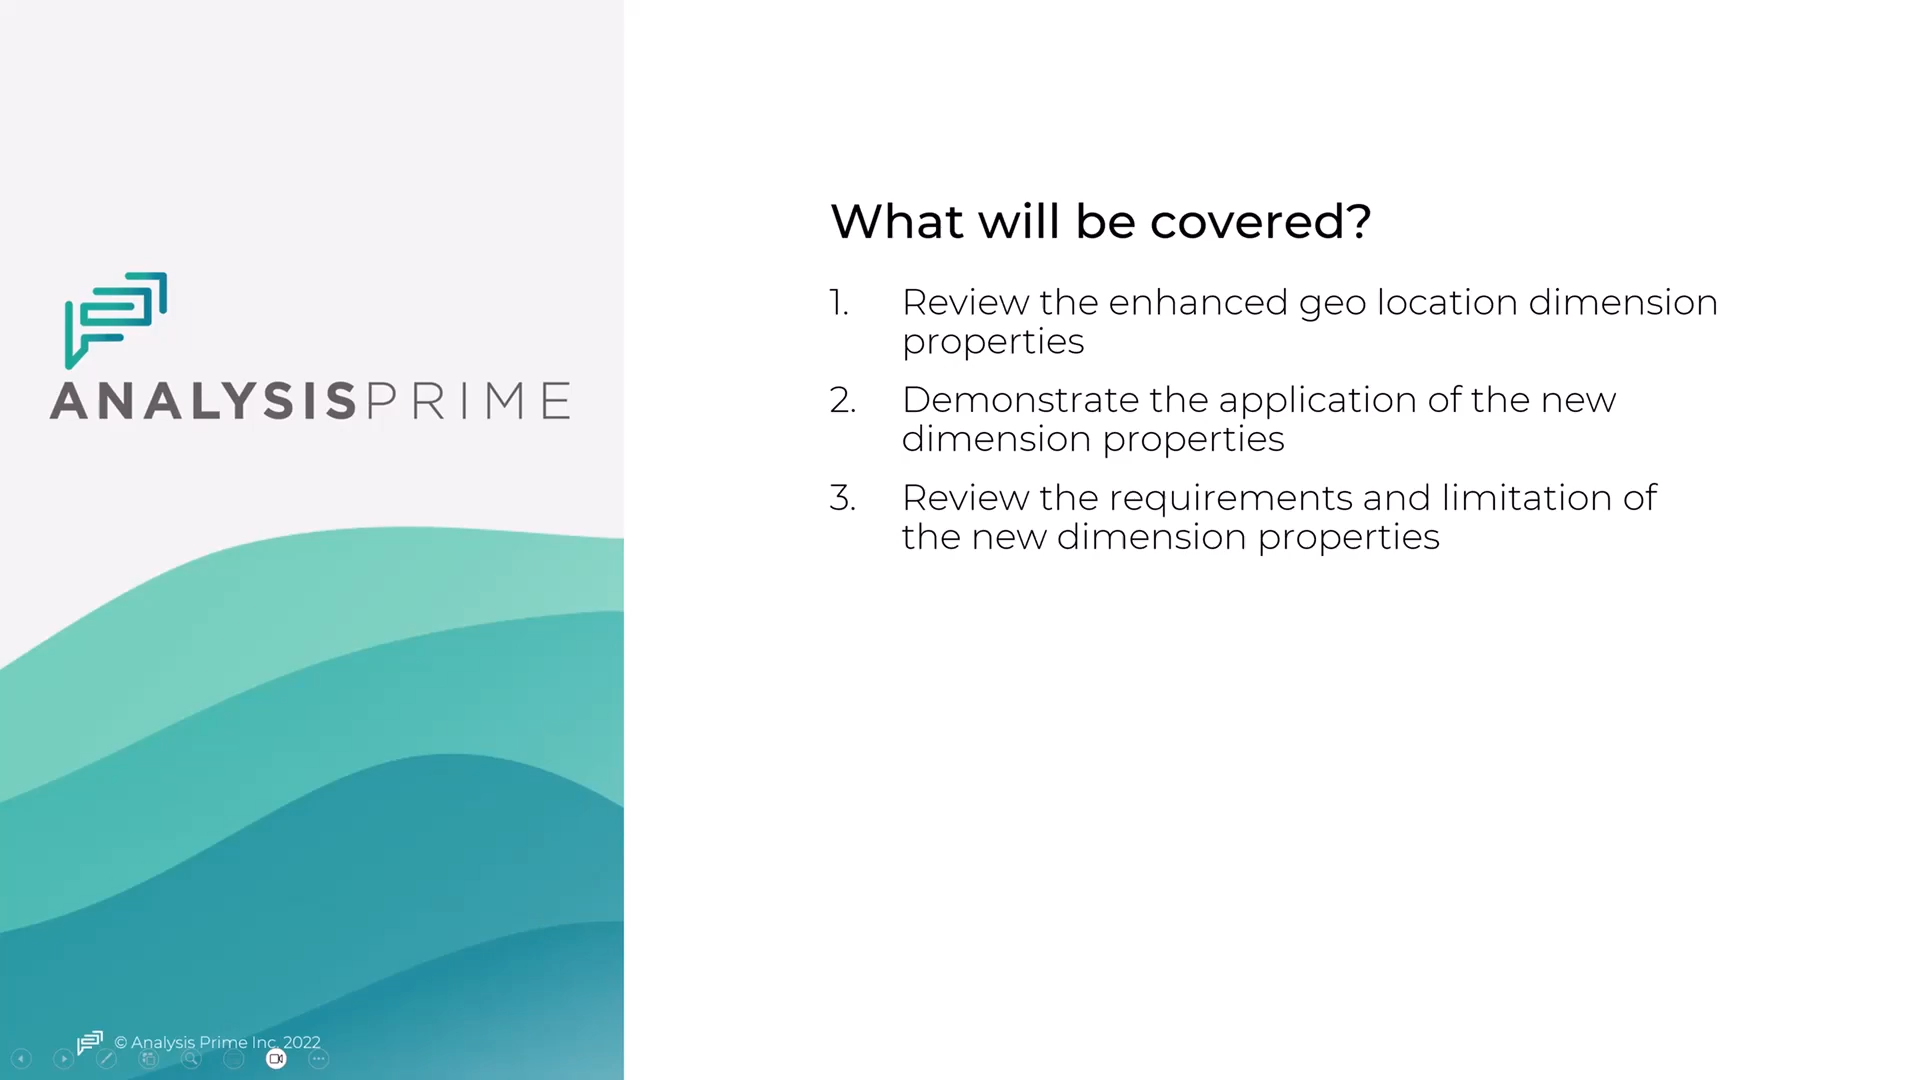 ANALYSISPRIME
What will be covered?
1. Review the enhanced geo location dimension
properties
2. Demonstrate the application of the new
dimension properties
3. Review the requirements and limitation of
the new dimension properties
© Analysis Prime Inc. 2022